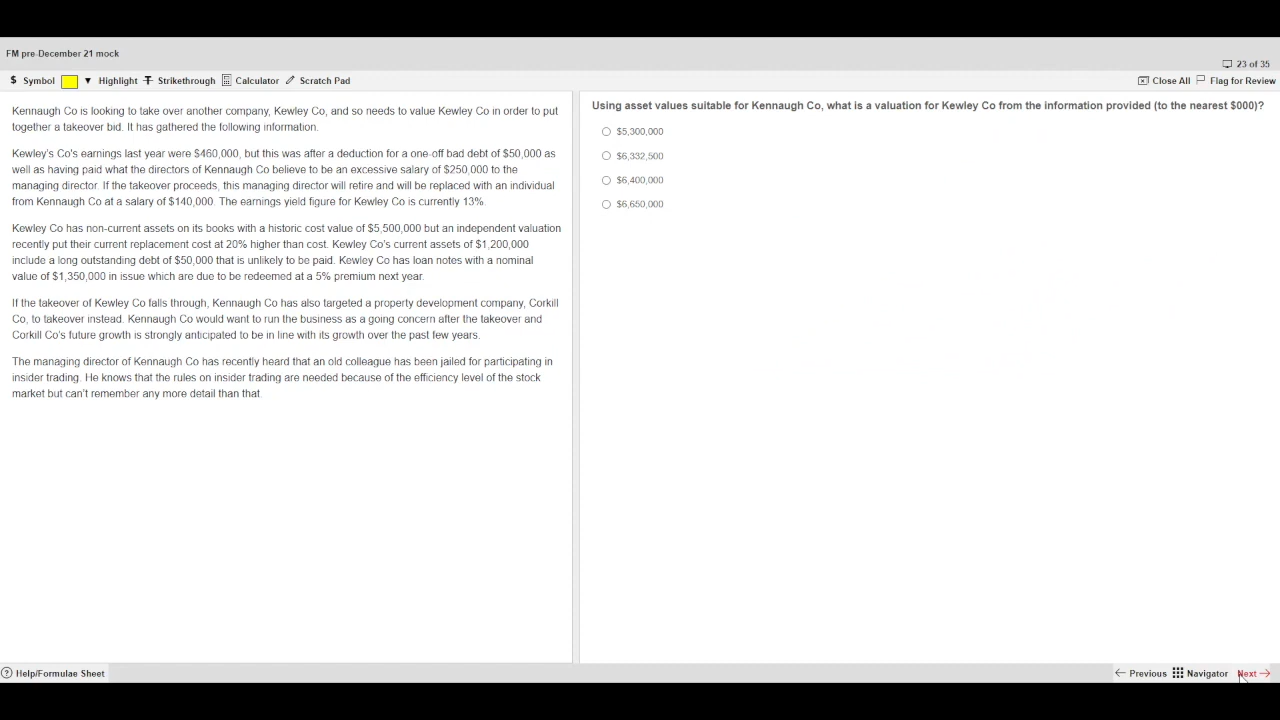 FM pre-December 21 mock
23 of 35
$ Symbol ▼ Highlight Strikethrough Calculator Scratch Pad
Close All Flag for Review
Kennaugh Co is looking to take over another company, Kewley Co, and so needs to value Kewley Co in order to put
together a takeover bid. It has gathered the following information.
Kewley's Co's earnings last year were $460,000, but this was after a deduction for a one-off bad debt of $50,000 as
well as having paid what the directors of Kennaugh Co believe to be an excessive salary of $250,000 to the
managing director. If the takeover proceeds, this managing director will retire and will be replaced with an individual
from Kennaugh Co at a salary of $140,000. The earnings yield figure for Kewley Co is currently 13%.
Kewley Co has non-current assets on its books with a historic cost value of $5,500,000 but an independent valuation
recently put their current replacement cost at 20% higher than cost. Kewley Co's current assets of $1,200,000
include a long outstanding debt of $50,000 that is unlikely to be paid. Kewley Co has loan notes with a nominal
value of $1,350,000 in issue which are due to be redeemed at a 5% premium next year.
If the takeover of Kewley Co falls through, Kennaugh Co has also targeted a property development company, Corkill
Co, to takeover instead. Kennaugh Co would want to run the business as a going concern after the takeover and
Corkill Co's future growth is strongly anticipated to be in line with its growth over the past few years.
The managing director of Kennaugh Co has recently heard that an old colleague has been jailed for participating in
insider trading. He knows that the rules on insider trading are needed because of the efficiency level of the stock
market but can't remember any more detail than that.
Using asset values suitable for Kennaugh Co, what is a valuation for Kewley Co from the information provided (to the nearest $000)?
$5,300,000
$6,332,500
$6,400,000
$6,650,000
? Help/Formulae Sheet
Previous Navigator Next